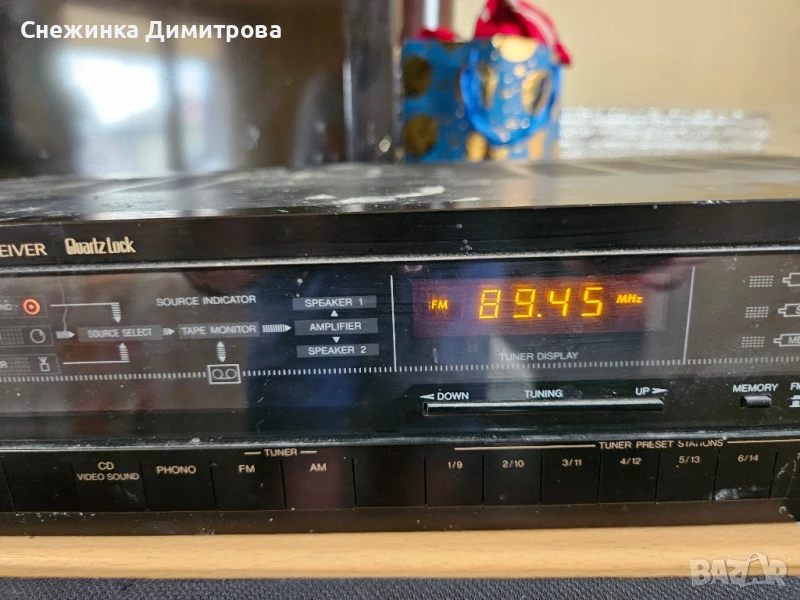 Снежинка Димитрова
EIVER Quartz Lock
SOURCE INDICATOR
SPEAKER 1
SOURCE SELECT
TAPE MONITOR
AMPLIFIER
SPEAKER 2
FM 89.45 MHz
TUNER DISPLAY
DOWN TUNING UP
MEMORY
FM
TUNER
TUNER PRESET STATIONS
CD
VIDEO SOUND
PHONO
FM
AM
1/9
2/10
3/11
4/12
5/13
6/14
BAZAR